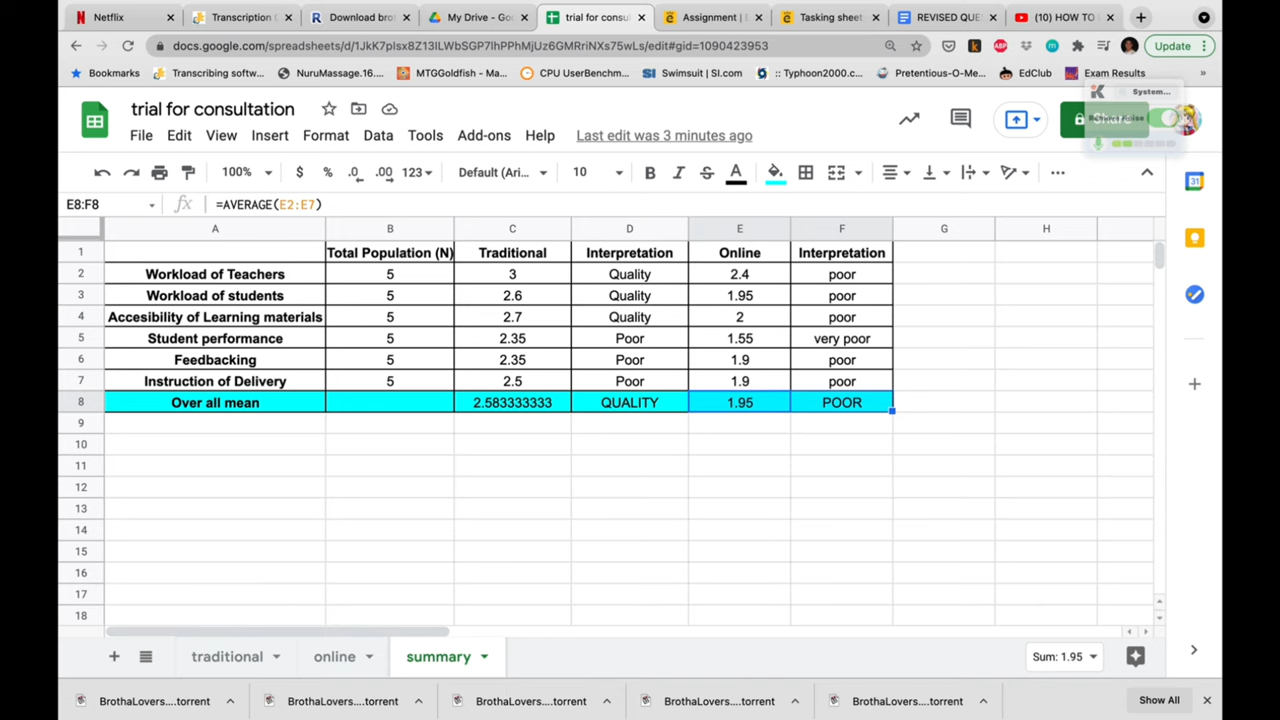 Netflix
Transcription (
Download bro
My Drive - Go
trial for consu
Assignment |
Tasking sheet
REVISED QUE
(10) HOW TO
docs.google.com/spreadsheets/d/1JkK7pIsx8Z13lLWbSGP7lhPPhMjUz6GMRriNXs75wLs/edit#gid=1090423953
Update
Bookmarks
Transcribing softw...
NuruMassage.16....
MTGGoldfish - Ma...
CPU UserBenchm...
Swimsuit | SI.com
:: Typhoon2000.c...
Pretentious-O-Me...
EdClub
Exam Results
System...
trial for consultation
Share
File Edit View Insert Format Data Tools Add-ons Help Last edit was 3 minutes ago
100% $ % .0 .00 123 Default (Ari... 10 B I S A
E8:F8 fx =AVERAGE(E2:E7)
A B C D E F G H
1 Total Population (N) Traditional Interpretation Online Interpretation
2 Workload of Teachers 5 3 Quality 2.4 poor
3 Workload of students 5 2.6 Quality 1.95 poor
4 Accesibility of Learning materials 5 2.7 Quality 2 poor
5 Student performance 5 2.35 Poor 1.55 very poor
6 Feedbacking 5 2.35 Poor 1.9 poor
7 Instruction of Delivery 5 2.5 Poor 1.9 poor
8 Over all mean 2.583333333 QUALITY 1.95 POOR
9
10
11
12
13
14
15
16
17
18
traditional online summary Sum: 1.95
BrothaLovers....torrent BrothaLovers....torrent BrothaLovers....torrent BrothaLovers....torrent BrothaLovers....torrent Show All